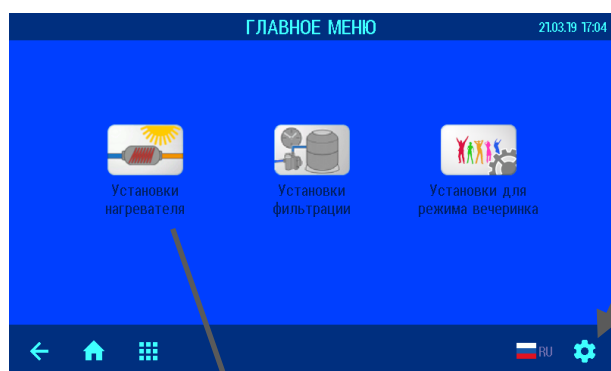 ГЛАВНОЕ МЕНЮ
21.03.19 17:04
Установки
нагревателя
Установки
фильтрации
Установки для
режима вечеринка
RU